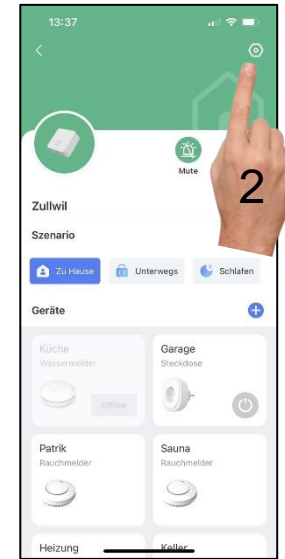 13:37
Mute
2
Zullwil
Szenario
Zu Hause Unterwegs Schlafen
Geräte
Küche Garage
Wassermelder Steckdose
Offline
Patrik Sauna
Rauchmelder Rauchmelder
Heizung Keller